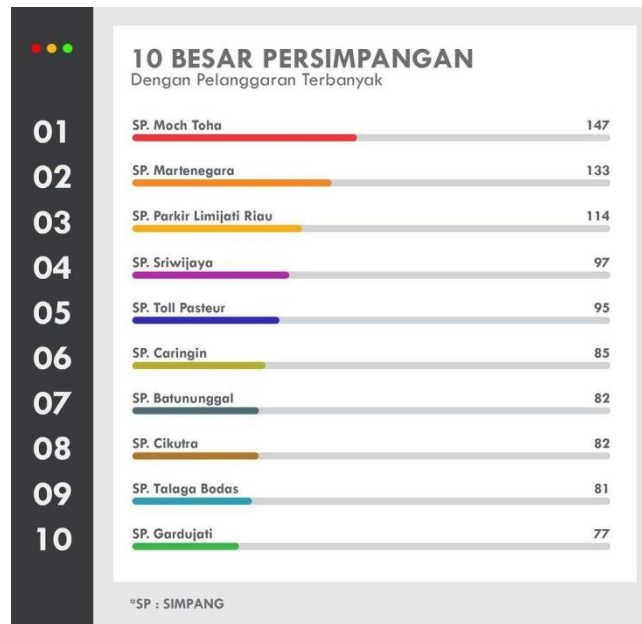 10 BESAR PERSIMPANGAN
Dengan Pelanggaran Terbanyak
01 SP. Moch Toha 147
02 SP. Martenegara 133
03 SP. Parkir Limijati Riau 114
04 SP. Sriwijaya 97
05 SP. Toll Pasteur 95
06 SP. Caringin 85
07 SP. Batununggal 82
08 SP. Cikutra 82
09 SP. Talaga Bodas 81
10 SP. Gardujati 77
*SP : SIMPANG